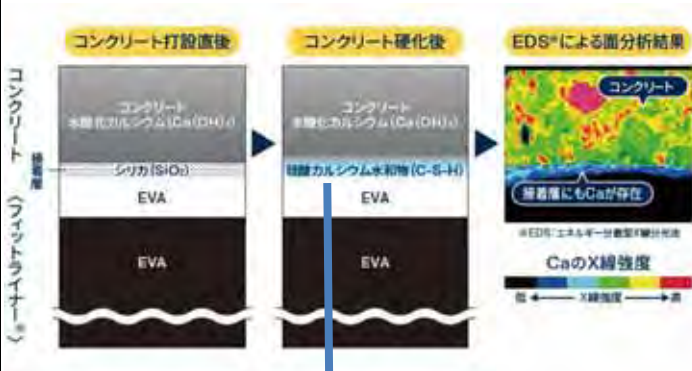 コンクリート打設直後
コンクリート硬化後
EDS※による面分析結果
コンクリート
接着層
〈フィットライナー®〉
コンクリート
水酸化カルシウム(Ca(OH)₂)
シリカ(SiO₂)
EVA
EVA
コンクリート
水酸化カルシウム(Ca(OH)₂)
珪酸カルシウム水和物(C-S-H)
EVA
EVA
コンクリート
接着層にもCaが存在
※EDS:エネルギー分散型X線分光法
CaのX線強度
低 X線強度 高